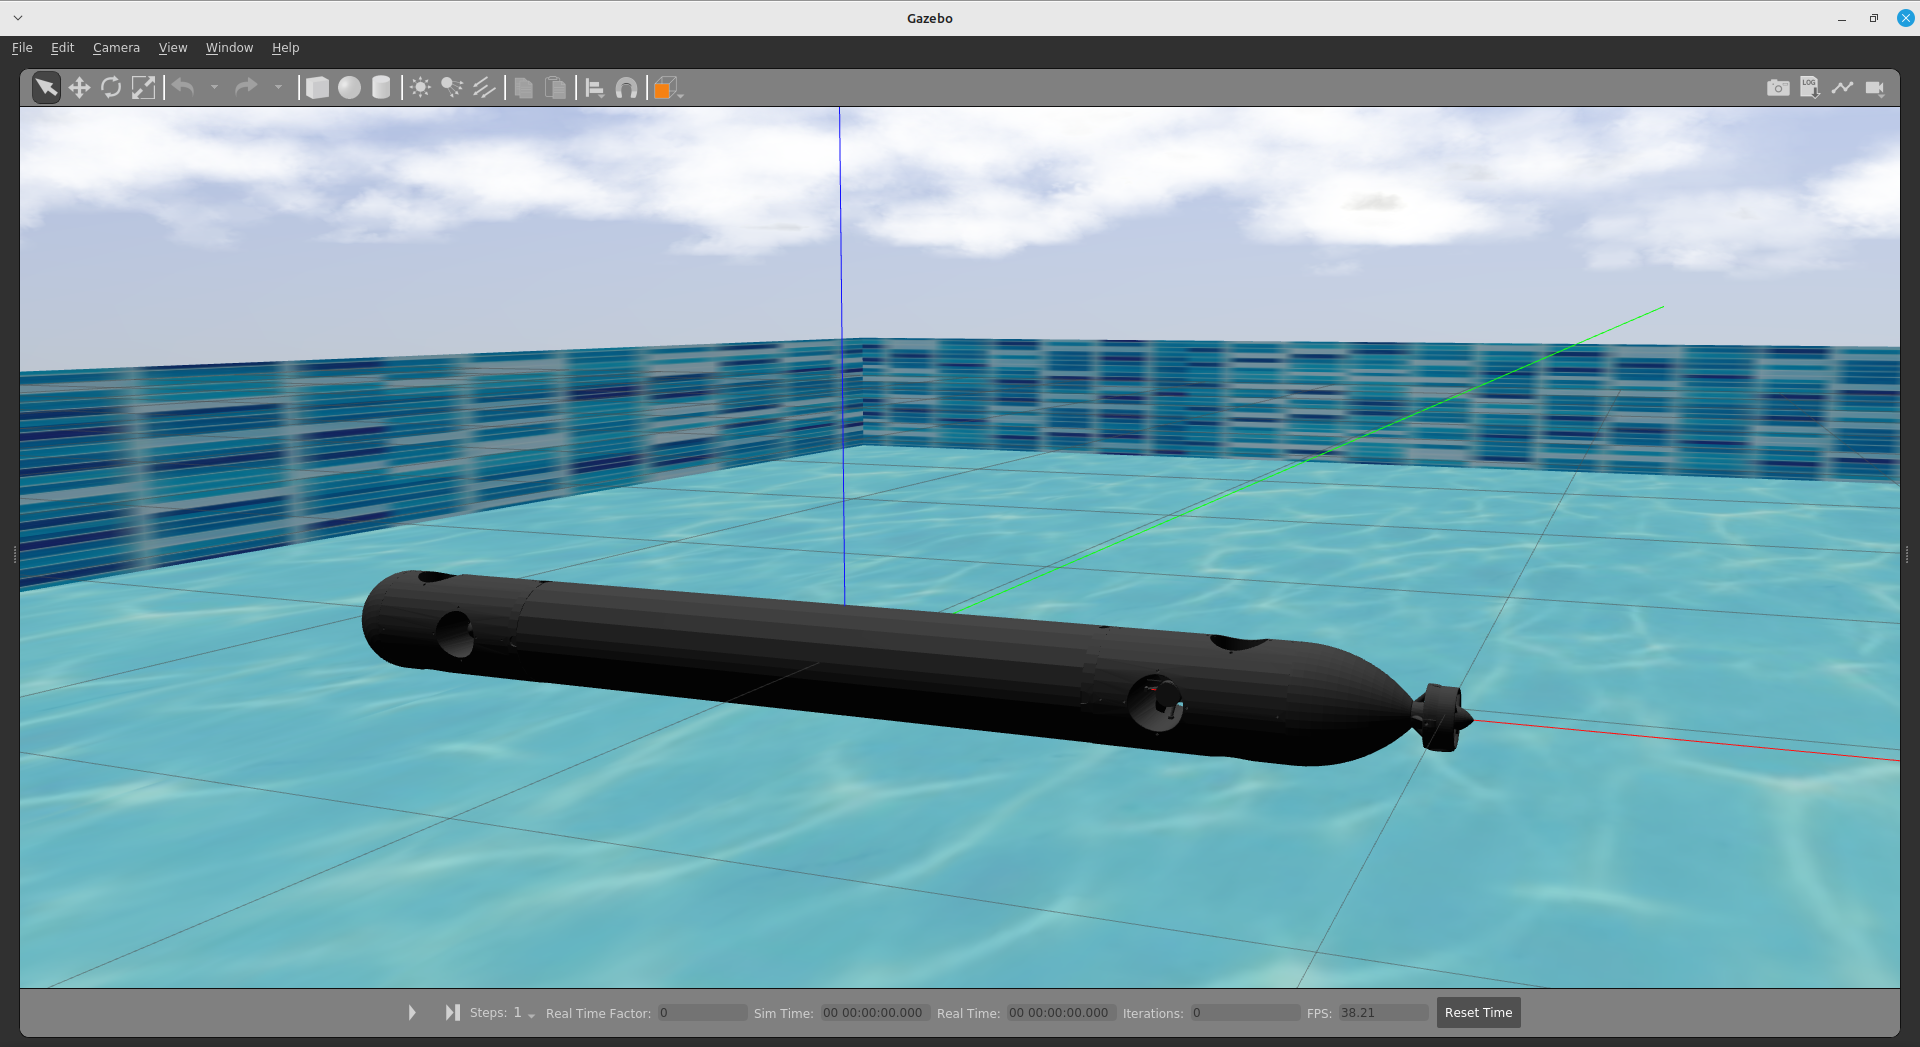 Gazebo
File Edit Camera View Window Help
LOG
Steps: 1 Real Time Factor: 0 Sim Time: 00 00:00:00.000 Real Time: 00 00:00:00.000 Iterations: 0 FPS: 38.21 Reset Time